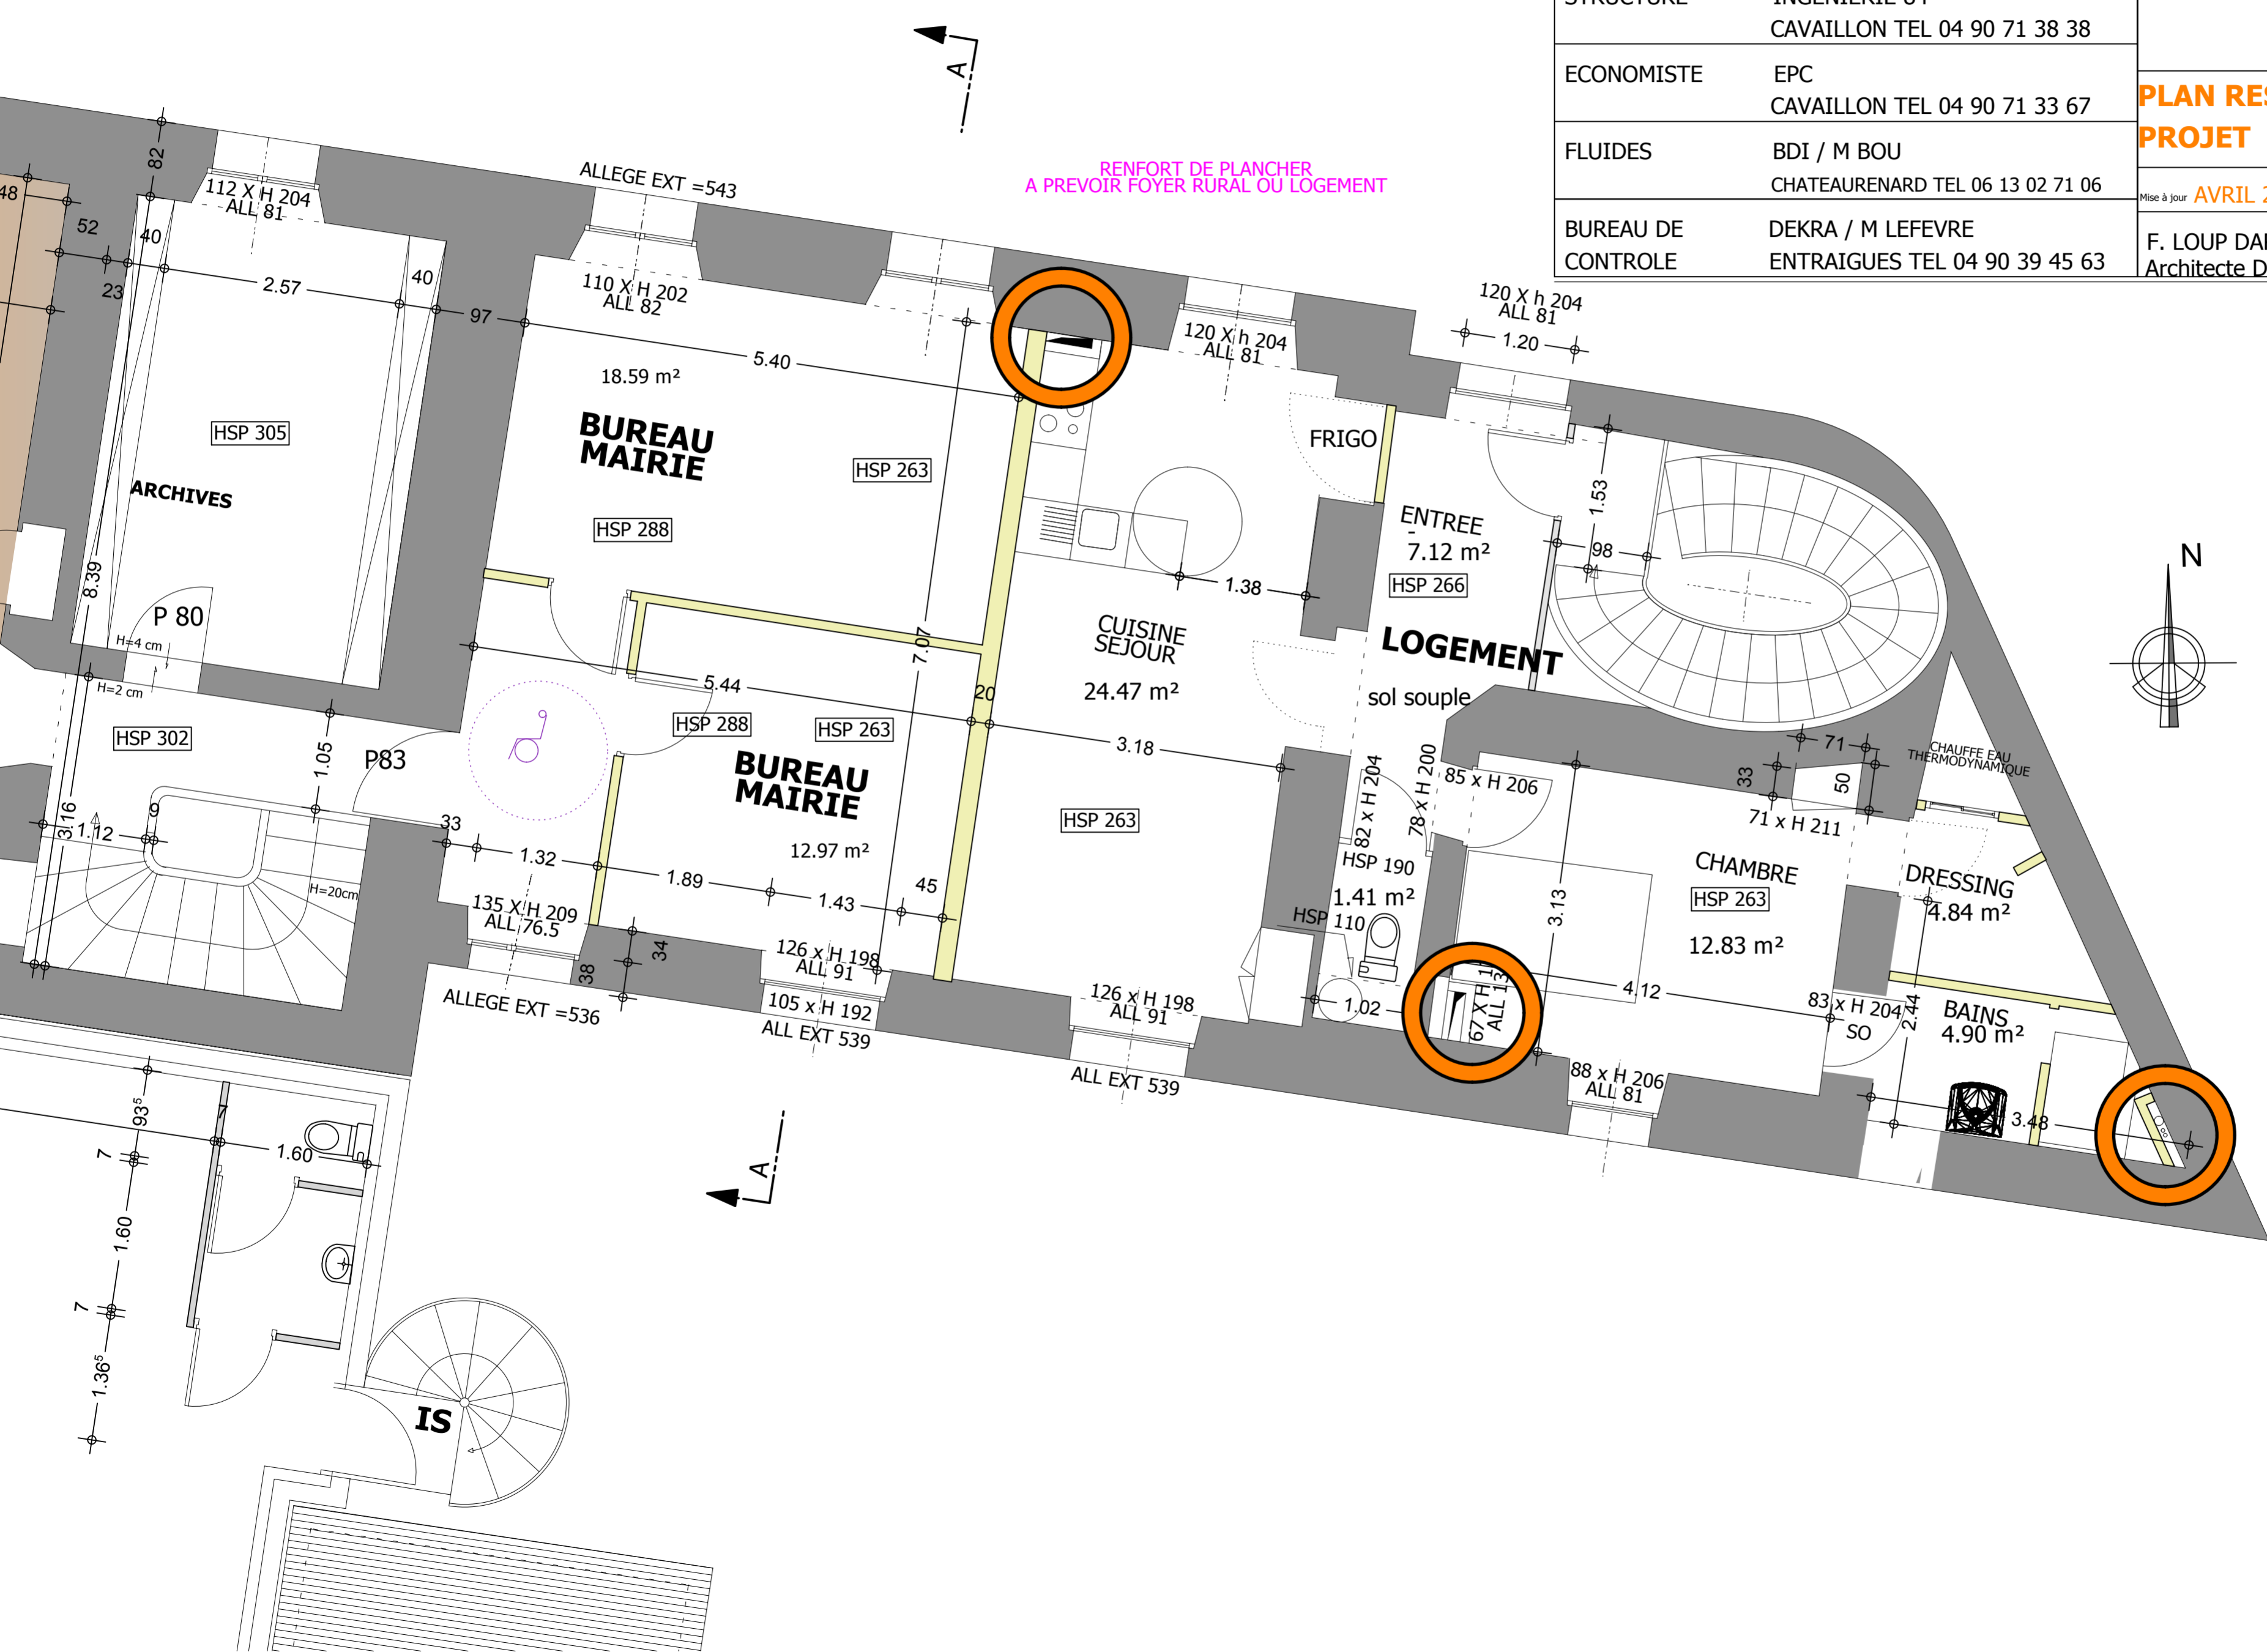 CAVAILLON TEL 04 90 71 38 38
ECONOMISTE
EPC
CAVAILLON TEL 04 90 71 33 67
FLUIDES
BDI / M BOU
CHATEAURENARD TEL 06 13 02 71 06
BUREAU DE
CONTROLE
DEKRA / M LEFEVRE
ENTRAIGUES TEL 04 90 39 45 63
PLAN
PROJET
Mise à jour AVRIL
F. LOUP
Architecte
A
RENFORT DE PLANCHER
A PREVOIR FOYER RURAL OU LOGEMENT
ALLEGE EXT =543
82
112 X H 204
ALL 81
48
52
40
23
2.57
40
97
110 X H 202
ALL 82
5.40
120 X h 204
ALL 81
120 X h 204
ALL 81
1.20
18.59 m²
BUREAU
MAIRIE
HSP 305
HSP 263
HSP 288
ARCHIVES
FRIGO
1.53
ENTREE
7.12 m²
98
HSP 266
N
8.39
P 80
H=4 cm
H=2 cm
1.38
CUISINE
SEJOUR
24.47 m²
LOGEMENT
sol souple
7.07
5.44
20
HSP 288
HSP 263
HSP 302
1.05
P83
BUREAU
MAIRIE
3.18
71
CHAUFFE EAU
THERMODYNAMIQUE
33
50
71 x H 211
82 x H 204
78 x H 200
85 x H 206
3.16
1.12
9
33
1.32
12.97 m²
1.89
1.43
45
HSP 263
HSP 190
1.41 m²
HSP 110
3.13
CHAMBRE
HSP 263
12.83 m²
DRESSING
4.84 m²
H=20cm
135 X H 209
ALL 76.5
34
38
126 x H 198
ALL 91
105 x H 192
ALL EXT 539
ALLEGE EXT =536
126 x H 198
ALL 91
ALL EXT 539
1.02
4.12
83 x H 204
SO
2.44
BAINS
4.90 m²
88 x H 206
ALL 81
3.48
A
93⁵
7
7
1.60
1.60
7
1.36⁵
IS